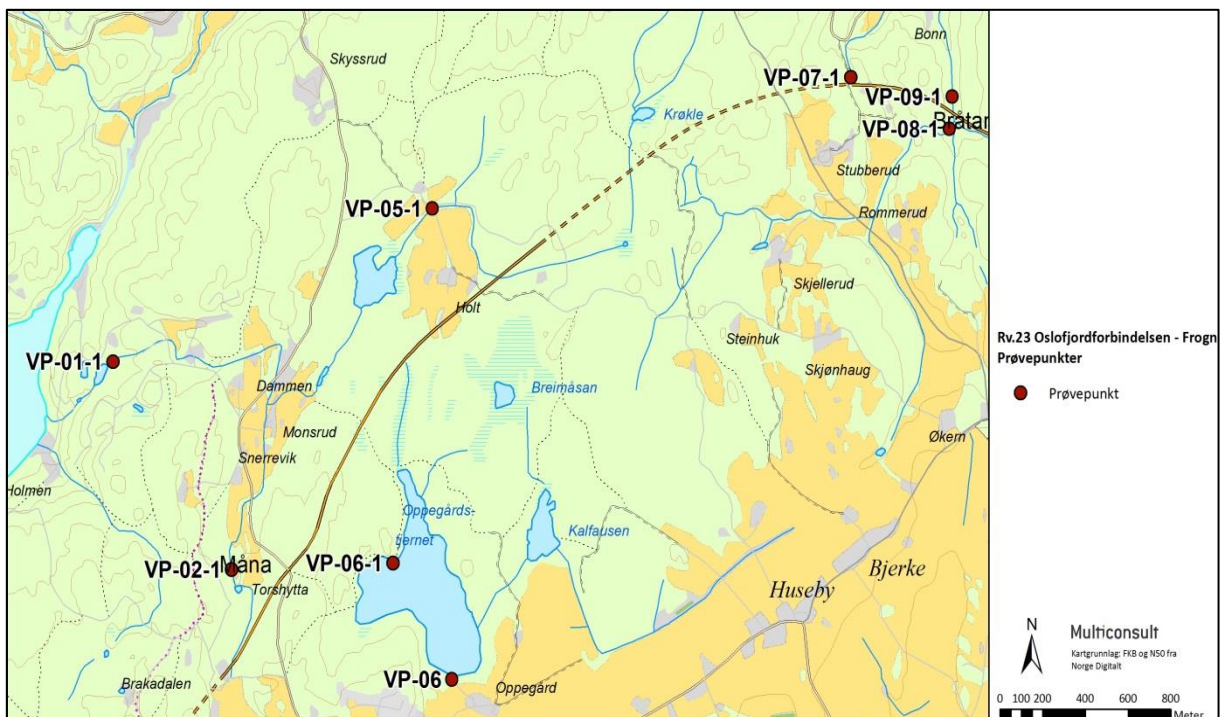 Skyssrud
Bonn
VP-07-1
VP-09-1
Krøkle
VP-08-1
Bråtan
Stubberud
VP-05-1
Rommerud
Skjellerud
Holt
Steinhuk
VP-01-1
Skjønhaug
Dammen
Breimåsan
Monsrud
Økern
Snerrevik
Holmen
Oppegårds-
tjernet
Kalfausen
VP-06-1
VP-02-1
Måna
Torshytta
Bjerke
Huseby
Brakadalen
VP-06
Oppegård
Rv.23 Oslofjordforbindelsen - Frogn
Prøvepunkter
Prøvepunkt
N
Multiconsult
Kartgrunnlag: FKB og N50 fra
Norge Digitalt
0 100 200 400 600 800
Meter